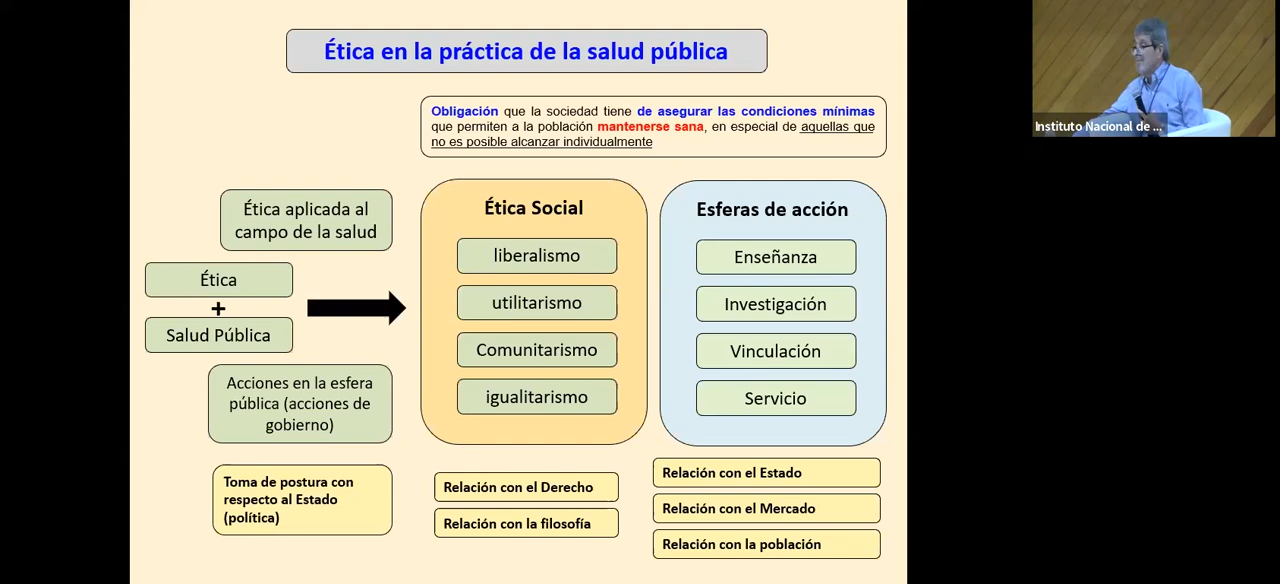 Ética en la práctica de la salud pública
Obligación que la sociedad tiene de asegurar las condiciones mínimas
que permiten a la población mantenerse sana, en especial de aquellas que
no es posible alcanzar individualmente
Ética aplicada al
campo de la salud
Ética
+
Salud Pública
Acciones en la esfera
pública (acciones de
gobierno)
Toma de postura con
respecto al Estado
(política)
Ética Social
liberalismo
utilitarismo
Comunitarismo
igualitarismo
Relación con el Derecho
Relación con la filosofía
Esferas de acción
Enseñanza
Investigación
Vinculación
Servicio
Relación con el Estado
Relación con el Mercado
Relación con la población
Instituto Nacional de ...